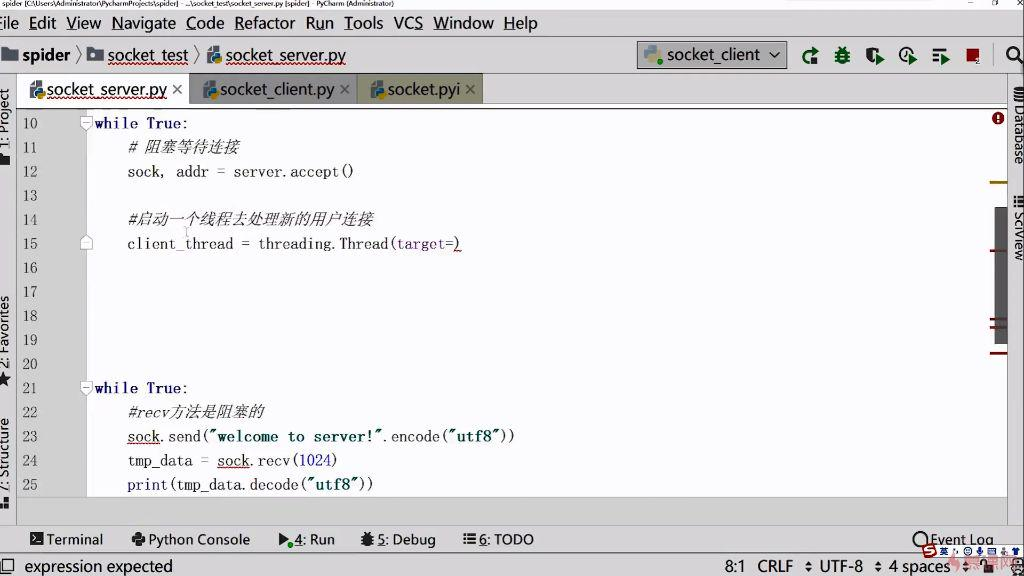 spider [C:\Users\Administrator\PycharmProjects\spider] - ...\socket_test\socket_server.py [spider] - PyCharm (Administrator)
File Edit View Navigate Code Refactor Run Tools VCS Window Help
spider socket_test socket_server.py socket_client
socket_server.py socket_client.py socket.pyi
1: Project
2: Favorites
7: Structure
Database
SciView
10 while True:
11 # 阻塞等待连接
12 sock, addr = server.accept()
13
14 #启动一个线程去处理新的用户连接
15 client_thread = threading.Thread(target=)
16
17
18
19
20
21 while True:
22 #recv方法是阻塞的
23 sock.send("welcome to server!".encode("utf8"))
24 tmp_data = sock.recv(1024)
25 print(tmp_data.decode("utf8"))
Terminal Python Console 4: Run 5: Debug 6: TODO Event Log
英
expression expected 8:1 CRLF UTF-8 4 spaces